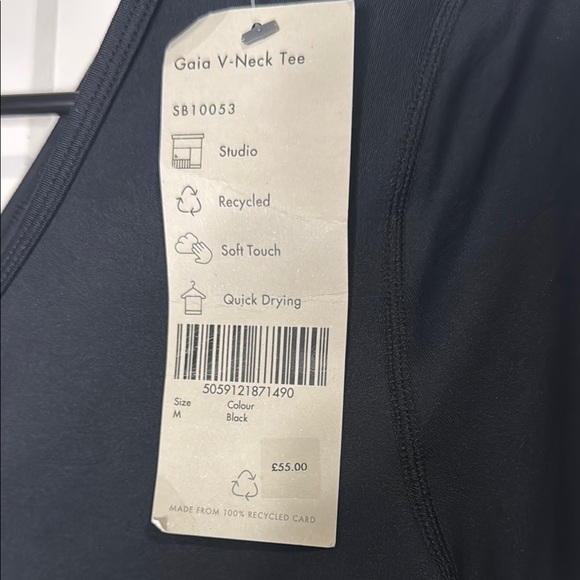 Gaia V-Neck Tee
SB10053
Studio
Recycled
Soft Touch
Quick Drying
5059121871490
Size Colour
M Black
£55.00
MADE FROM 100% RECYCLED CARD